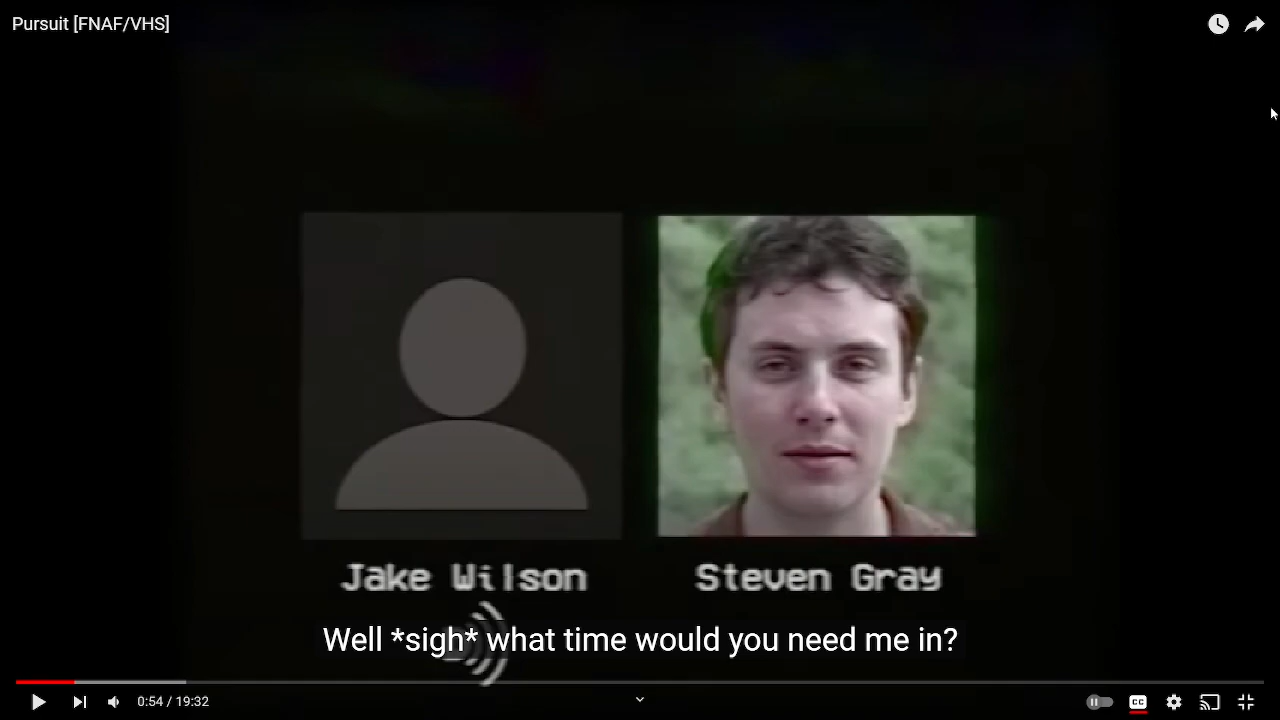 Pursuit [FNAF/VHS]
Jake Wilson
Steven Gray
Well *sigh* what time would you need me in?
0:54 / 19:32
CC